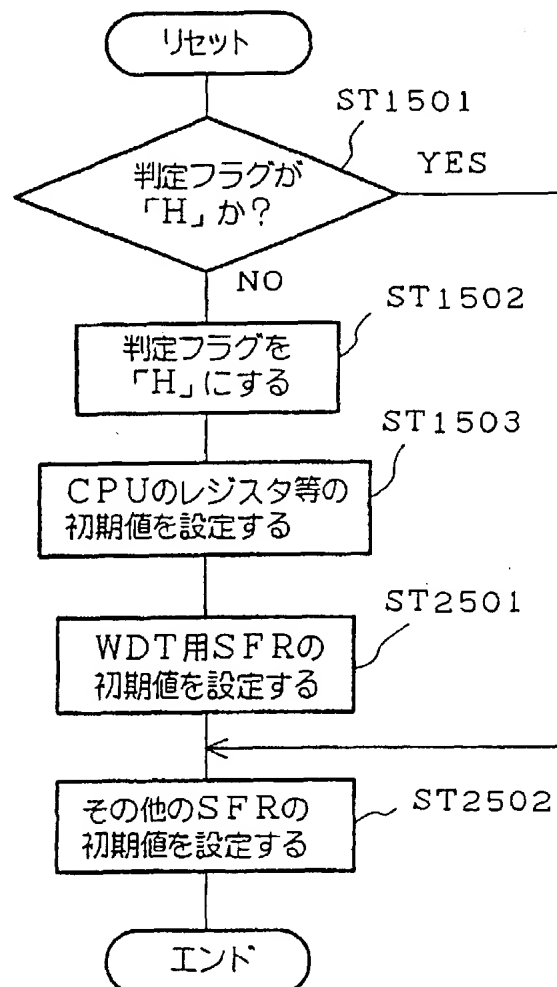 リセット
ST1501
判定フラグが
「H」か?
YES
NO
ST1502
判定フラグを
「H」にする
ST1503
CPUのレジスタ等の
初期値を設定する
ST2501
WDT用SFRの
初期値を設定する
ST2502
その他のSFRの
初期値を設定する
エンド